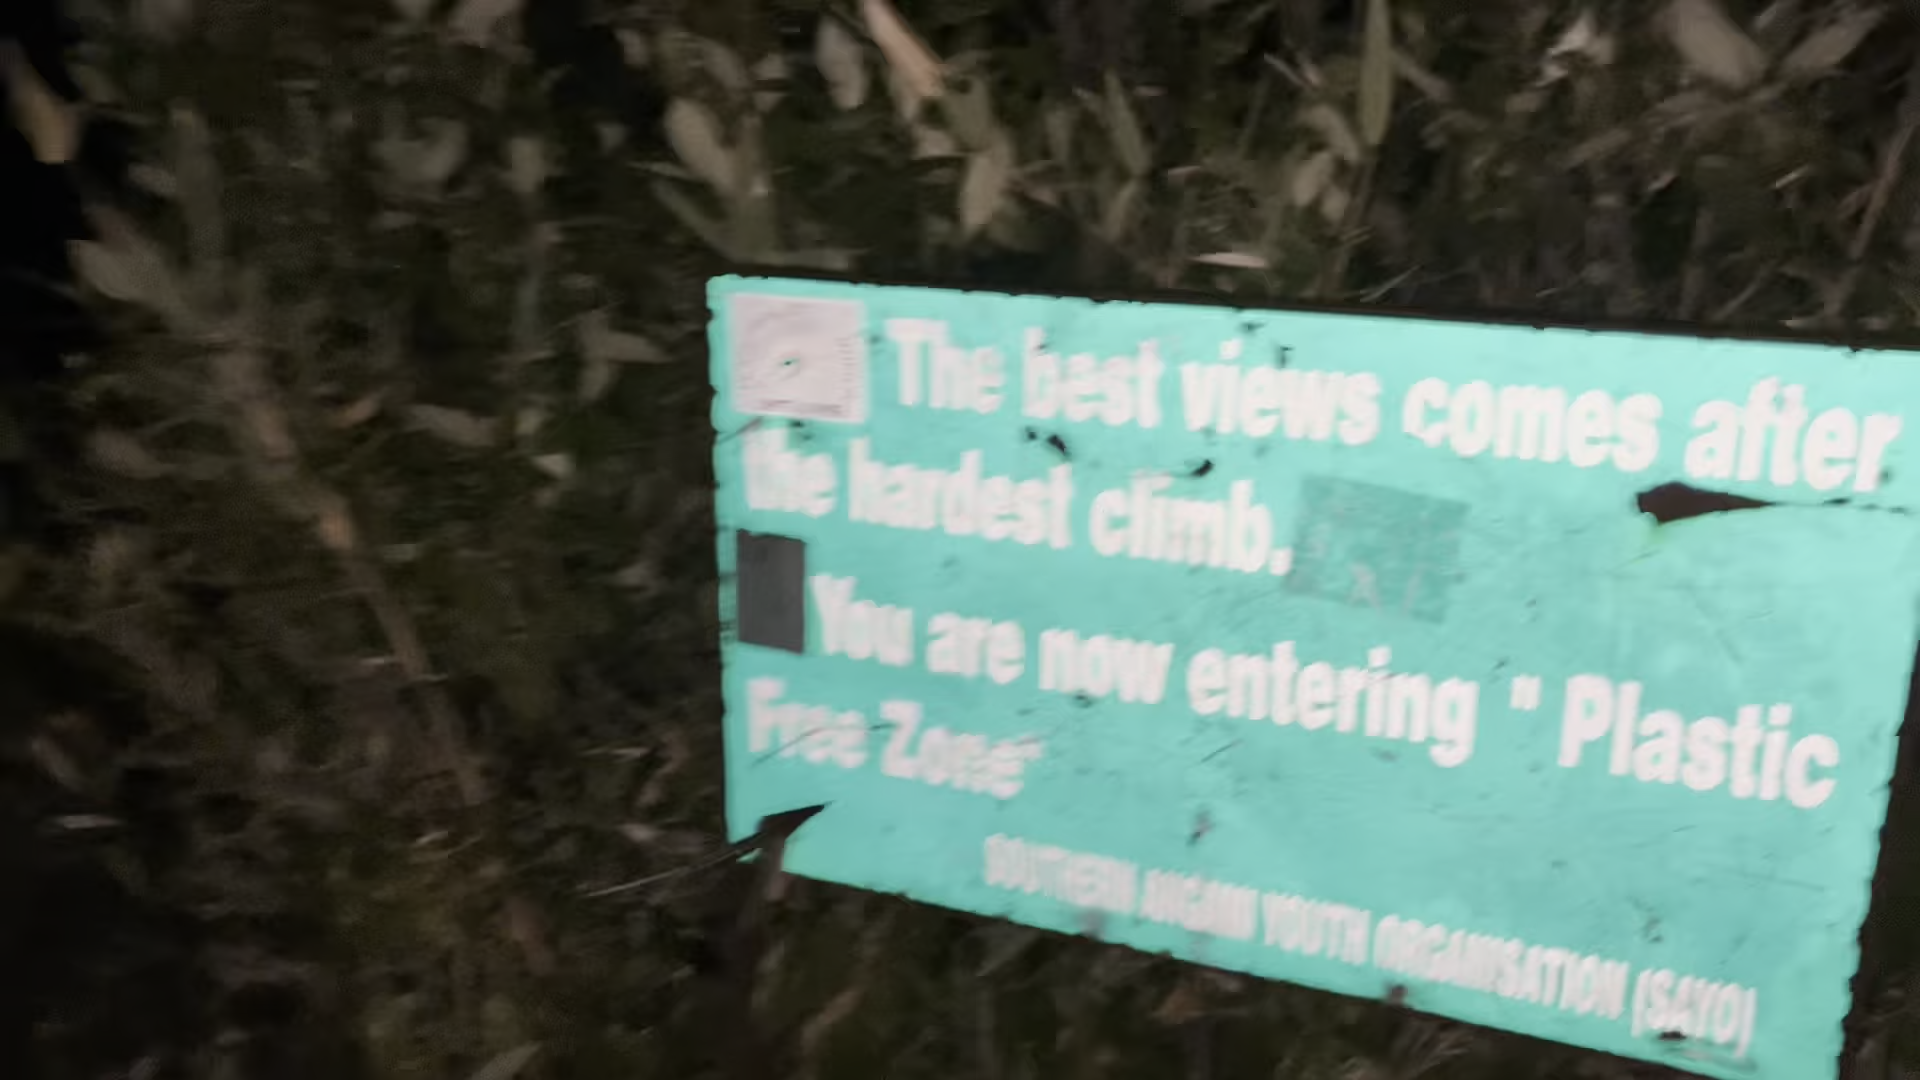 The best views comes after
the hardest climb.
You are now entering " Plastic
Free Zone"
SOUTHERN ANGAMI YOUTH ORGANISATION (SAYO)